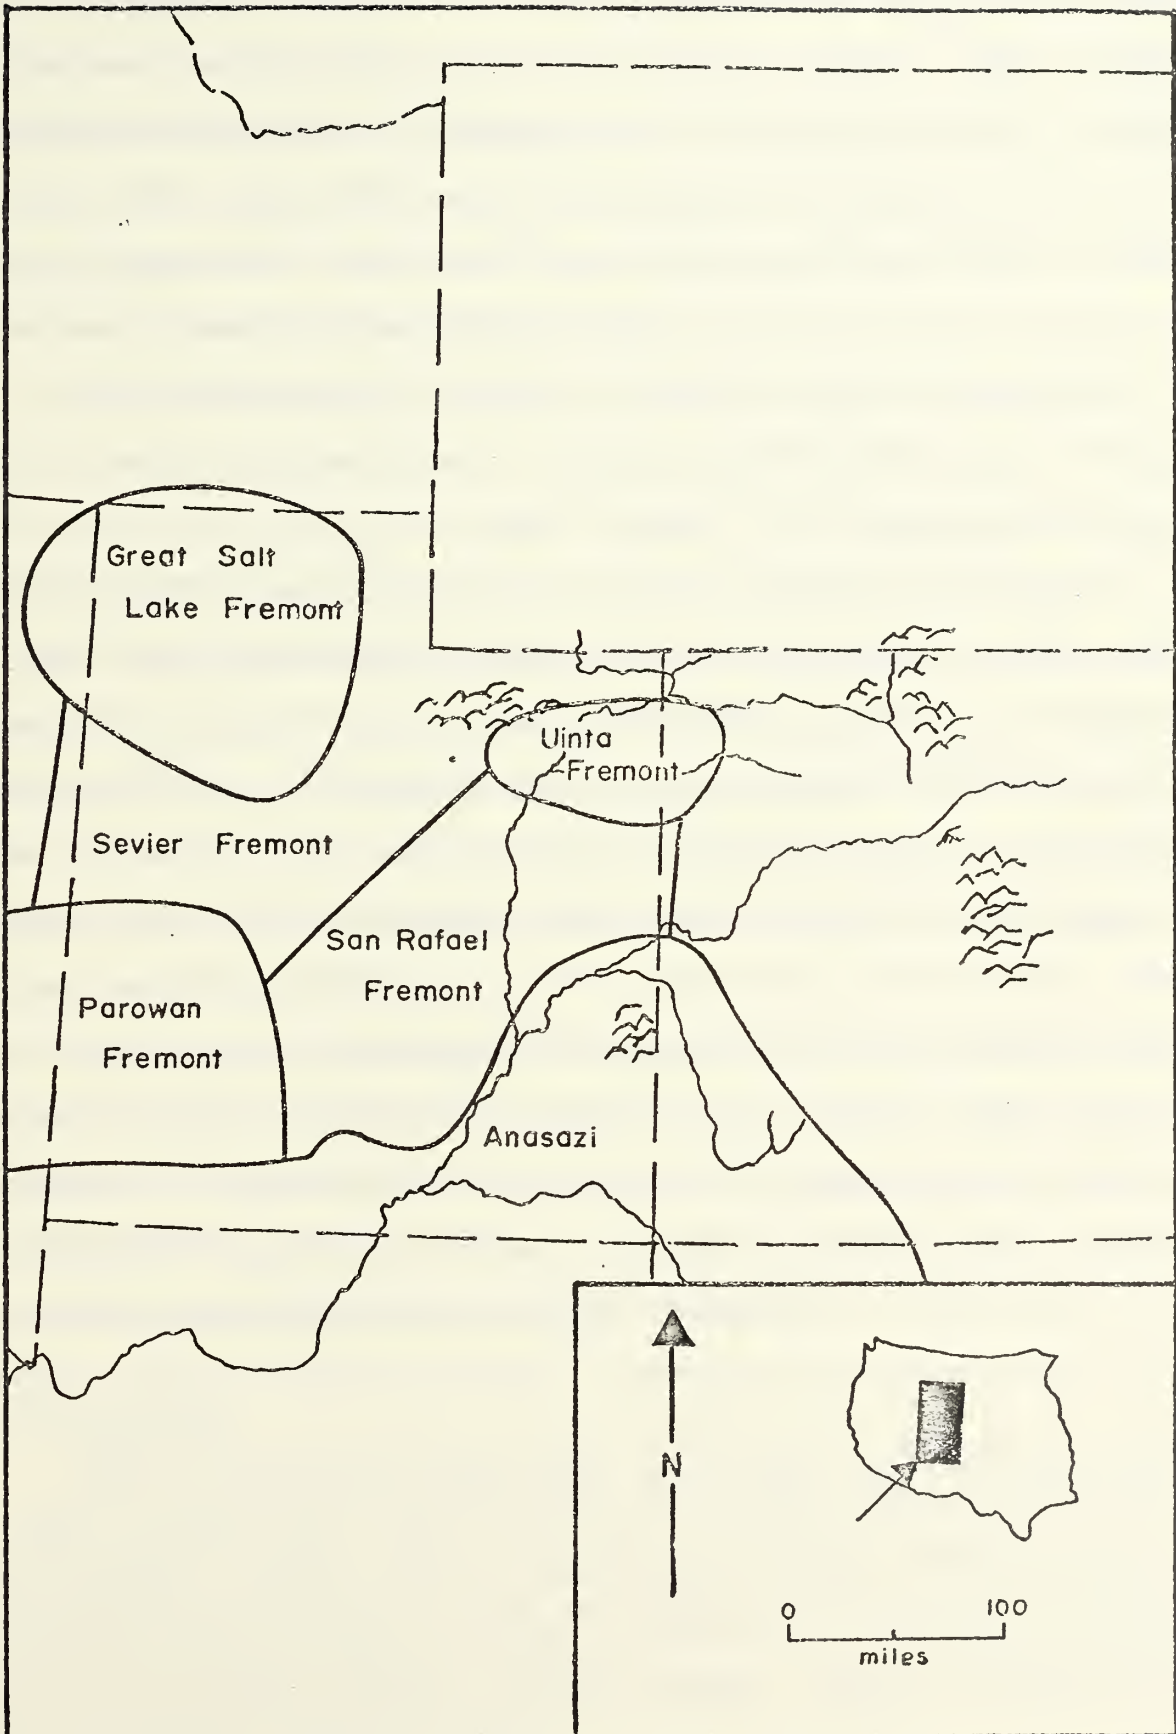 Great Salt
Lake Fremont
Uinta
Fremont
Sevier Fremont
San Rafael
Fremont
Parowan
Fremont
Anasazi
N
0 100
miles